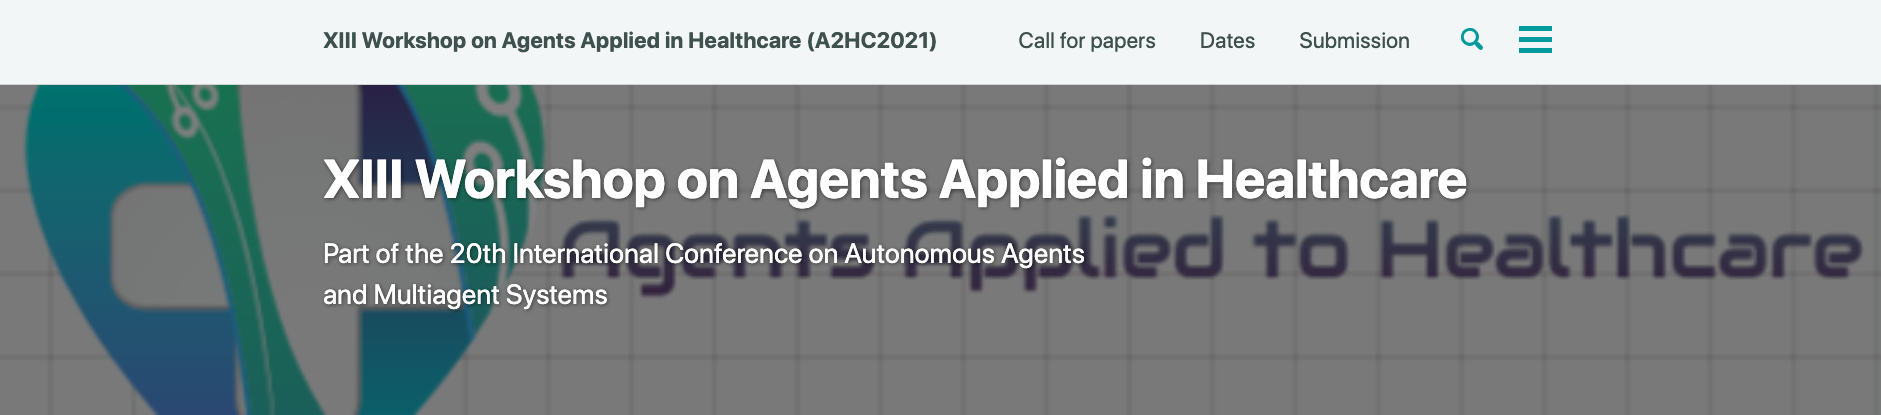 XIII Workshop on Agents Applied in Healthcare (A2HC2021)
Call for papers
Dates
Submission
XIII Workshop on Agents Applied in Healthcare
Agents Applied to Healthcare
Part of the 20th International Conference on Autonomous Agents
and Multiagent Systems